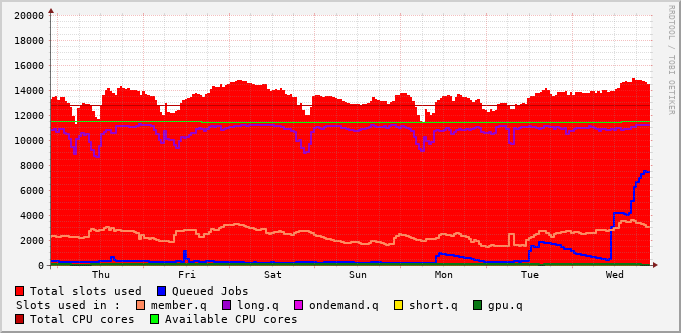 20000
18000
16000
14000
12000
10000
8000
6000
4000
2000
0
Thu Fri Sat Sun Mon Tue Wed
RRDTOOL / TOBI OETIKER
Total slots used Queued Jobs
Slots used in : member.q long.q ondemand.q short.q gpu.q
Total CPU cores Available CPU cores